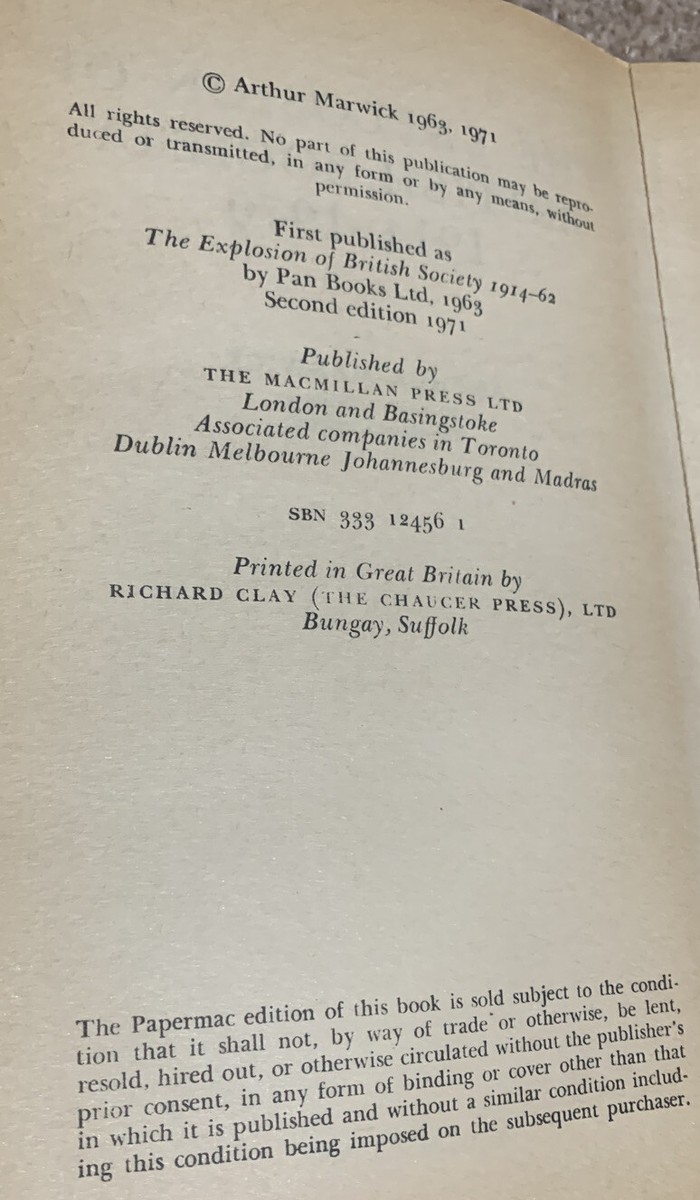 © Arthur Marwick 1963, 1971
All rights reserved. No part of this publication may be repro-
duced or transmitted, in any form or by any means, without
permission.
First published as
The Explosion of British Society 1914–62
by Pan Books Ltd, 1963
Second edition 1971
Published by
THE MACMILLAN PRESS LTD
London and Basingstoke
Associated companies in Toronto
Dublin Melbourne Johannesburg and Madras
SBN 333 12456 1
Printed in Great Britain by
RICHARD CLAY (THE CHAUCER PRESS), LTD
Bungay, Suffolk
The Papermac edition of this book is sold subject to the condi-
tion that it shall not, by way of trade or otherwise, be lent,
resold, hired out, or otherwise circulated without the publisher's
prior consent, in any form of binding or cover other than that
in which it is published and without a similar condition includ-
ing this condition being imposed on the subsequent purchaser.